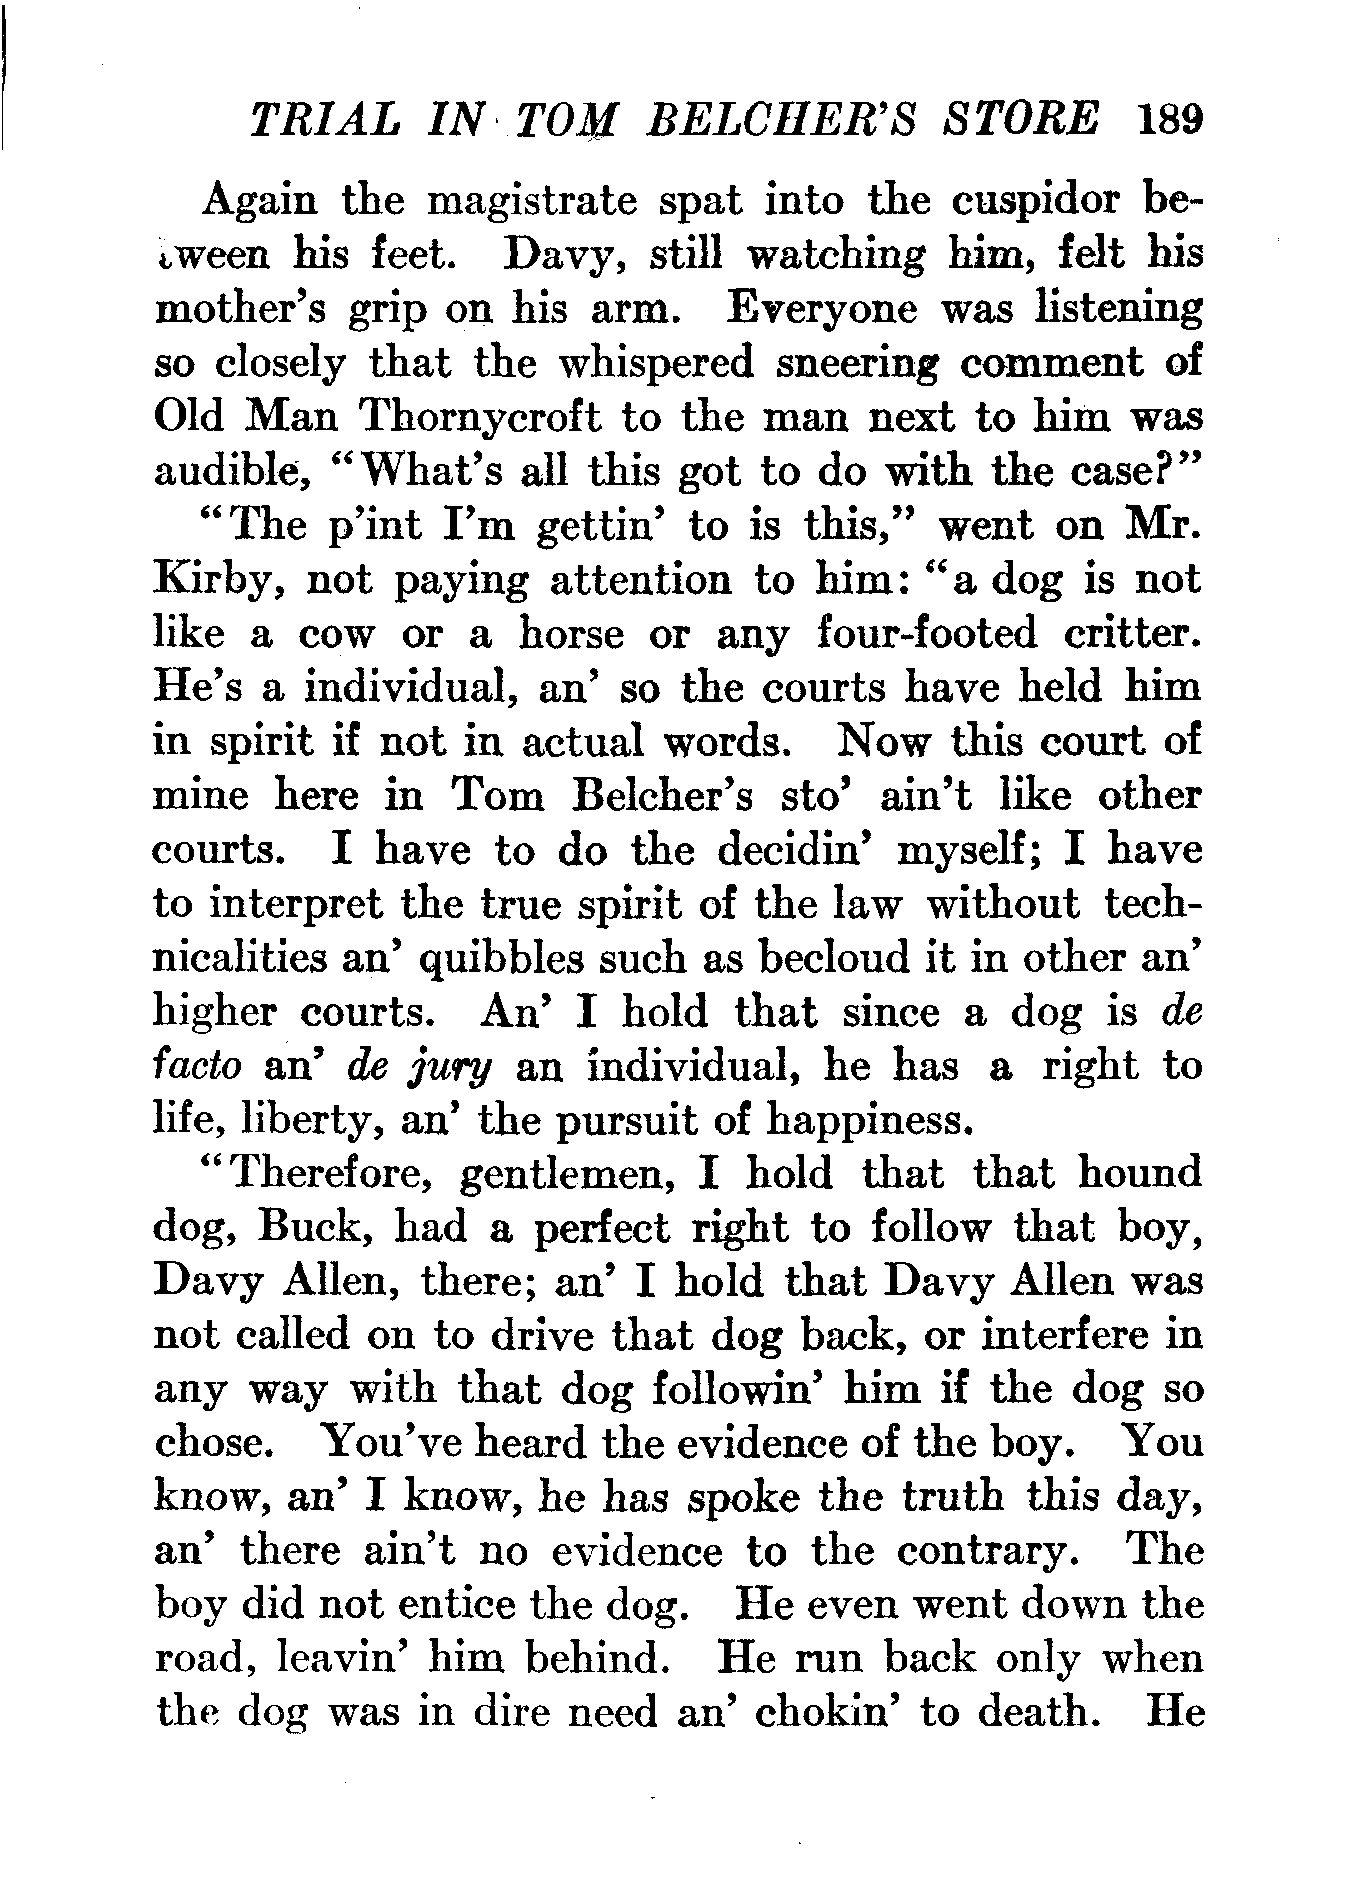 TRIAL IN TOM BELCHER'S STORE 189
Again the magistrate spat into the cuspidor be-
tween his feet. Davy, still watching him, felt his
mother's grip on his arm. Everyone was listening
so closely that the whispered sneering comment of
Old Man Thornycroft to the man next to him was
audible, "What's all this got to do with the case?"
"The p'int I'm gettin' to is this," went on Mr.
Kirby, not paying attention to him: "a dog is not
like a cow or a horse or any four-footed critter.
He's a individual, an' so the courts have held him
in spirit if not in actual words. Now this court of
mine here in Tom Belcher's sto' ain't like other
courts. I have to do the decidin' myself; I have
to interpret the true spirit of the law without tech-
nicalities an' quibbles such as becloud it in other an'
higher courts. An' I hold that since a dog is de
facto an' de jury an individual, he has a right to
life, liberty, an' the pursuit of happiness.
"Therefore, gentlemen, I hold that that hound
dog, Buck, had a perfect right to follow that boy,
Davy Allen, there; an' I hold that Davy Allen was
not called on to drive that dog back, or interfere in
any way with that dog followin' him if the dog so
chose. You've heard the evidence of the boy. You
know, an' I know, he has spoke the truth this day,
an' there ain't no evidence to the contrary. The
boy did not entice the dog. He even went down the
road, leavin' him behind. He run back only when
the dog was in dire need an' chokin' to death. He